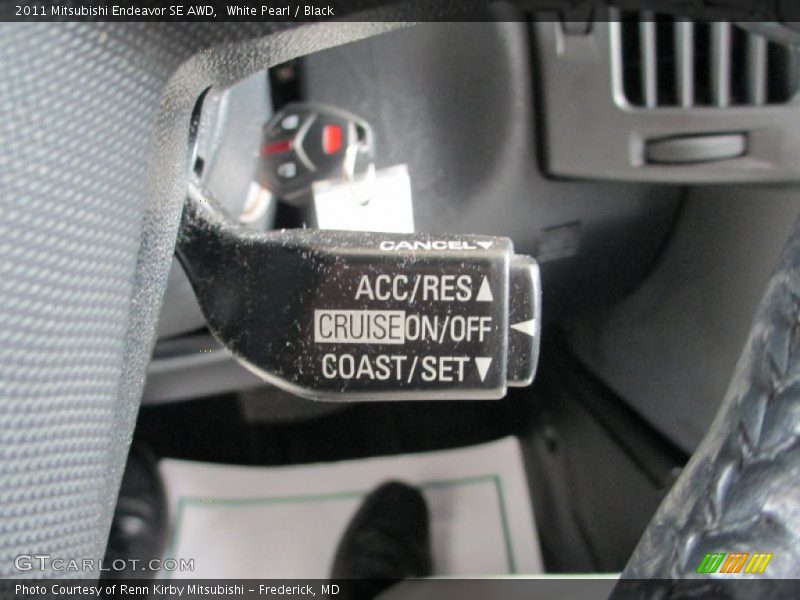 2011 Mitsubishi Endeavor SE AWD,  White Pearl / Black
CANCEL▼
ACC/RES▲
CRUISE ON/OFF ◀
COAST/SET▼
GTCarLot.com
Photo Courtesy of Renn Kirby Mitsubishi – Frederick, MD